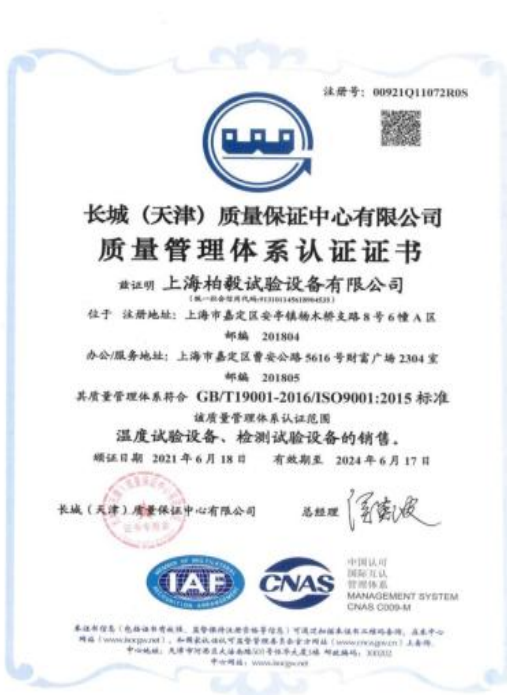 注册号：00921Q11072R0S
长城（天津）质量保证中心有限公司
质量管理体系认证证书
兹证明 上海柏毅试验设备有限公司
位于 注册地址：上海市嘉定区安亭镇杨木桥支路8号6幢A区
邮编 201804
办公/服务地址：上海市嘉定区曹安公路5616号财富广场2304室
邮编 201805
其质量管理体系符合 GB/T19001-2016/ISO9001:2015 标准
该质量管理体系认证范围
温度试验设备、检测试验设备的销售。
颁证日期 2021年6月18日 有效期至 2024年6月17日
长城（天津）质量保证中心有限公司 总经理
MEMBER OF MULTILATERAL
IAF
RECOGNITION ARRANGEMENT
CNAS
中国认可
国际互认
管理体系
MANAGEMENT SYSTEM
CNAS C009-M